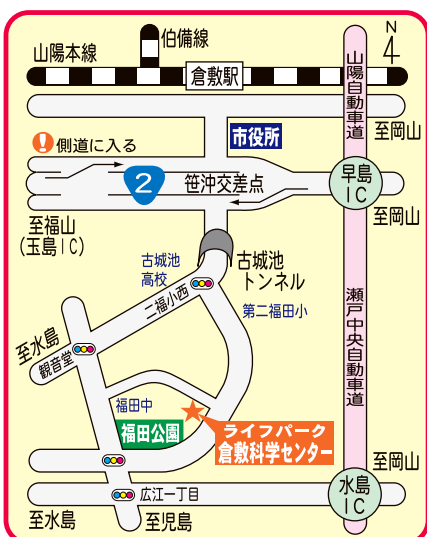 伯備線
山陽本線
倉敷駅
N
4
山陽自動車道
至岡山
市役所
! 側道に入る
2
笹沖交差点
早島
IC
至岡山
至福山
(玉島IC)
古城池
高校
古城池
トンネル
二福小西
第二福田小
瀬戸中央自動車道
至水島
観音堂
福田中
福田公園
ライフパーク
倉敷科学センター
至岡山
水島
IC
広江一丁目
至水島
至児島